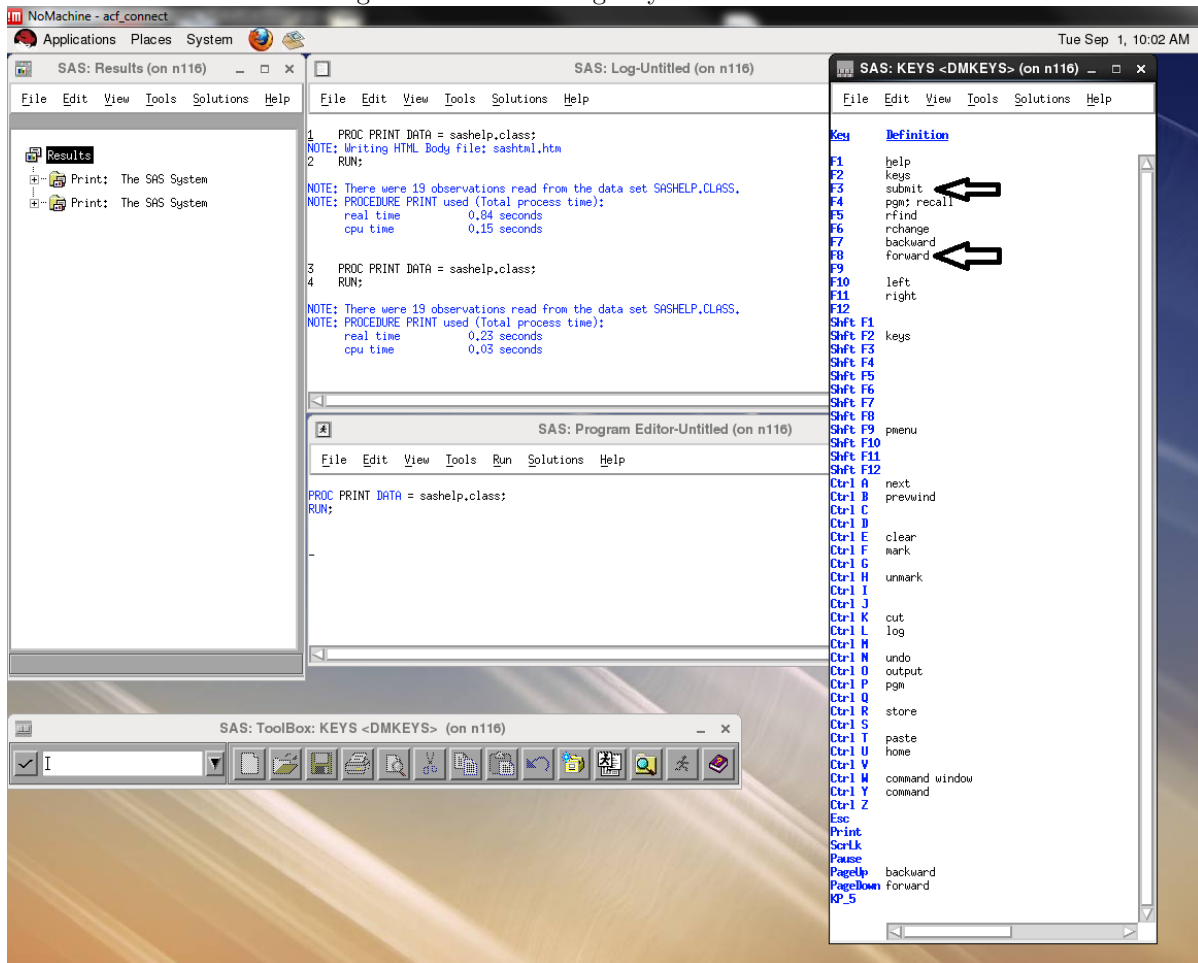 NoMachine - acf_connect
Applications Places System Tue Sep 1, 10:02 AM
SAS: Results (on n116)
File Edit View Tools Solutions Help
Results
Print: The SAS System
Print: The SAS System
SAS: Log-Untitled (on n116)
File Edit View Tools Solutions Help
1 PROC PRINT DATA = sashelp.class;
NOTE: Writing HTML Body file: sashtml.htm
2 RUN;
NOTE: There were 19 observations read from the data set SASHELP.CLASS.
NOTE: PROCEDURE PRINT used (Total process time):
real time 0.84 seconds
cpu time 0.15 seconds
3 PROC PRINT DATA = sashelp.class;
4 RUN;
NOTE: There were 19 observations read from the data set SASHELP.CLASS.
NOTE: PROCEDURE PRINT used (Total process time):
real time 0.23 seconds
cpu time 0.03 seconds
SAS: Program Editor-Untitled (on n116)
File Edit View Tools Run Solutions Help
PROC PRINT DATA = sashelp.class;
RUN;
SAS: ToolBox: KEYS <DMKEYS> (on n116)
SAS: KEYS <DMKEYS> (on n116)
File Edit View Tools Solutions Help
Key Definition
F1 help
F2 keys
F3 submit
F4 pgm; recall
F5 rfind
F6 rchange
F7 backward
F8 forward
F9
F10 left
F11 right
F12
Shft F1
Shft F2 keys
Shft F3
Shft F4
Shft F5
Shft F6
Shft F7
Shft F8
Shft F9 pmenu
Shft F10
Shft F11
Shft F12
Ctrl A next
Ctrl B prevwind
Ctrl C
Ctrl D
Ctrl E clear
Ctrl F mark
Ctrl G
Ctrl H unmark
Ctrl I
Ctrl J
Ctrl K cut
Ctrl L log
Ctrl M
Ctrl N undo
Ctrl O output
Ctrl P pgm
Ctrl Q
Ctrl R store
Ctrl S
Ctrl T paste
Ctrl U home
Ctrl V
Ctrl W command window
Ctrl Y command
Ctrl Z
Esc
Print
ScrLk
Pause
PageUp backward
PageDown forward
KP_5